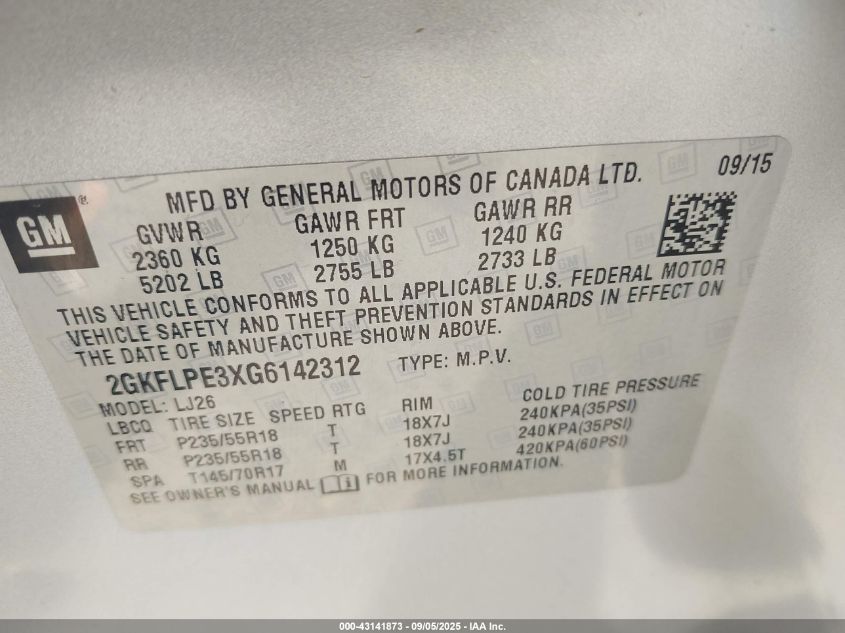 GM®
MFD BY GENERAL MOTORS OF CANADA LTD. 09/15
GVWR GAWR FRT GAWR RR
2360 KG 1250 KG 1240 KG
5202 LB 2755 LB 2733 LB
THIS VEHICLE CONFORMS TO ALL APPLICABLE U.S. FEDERAL MOTOR
VEHICLE SAFETY AND THEFT PREVENTION STANDARDS IN EFFECT ON
THE DATE OF MANUFACTURE SHOWN ABOVE.
2GKFLPE3XG6142312 TYPE: M.P.V.
MODEL: LJ26
LBCQ TIRE SIZE SPEED RTG RIM COLD TIRE PRESSURE
FRT P235/55R18 T 18X7J 240KPA(35PSI)
RR P235/55R18 T 18X7J 240KPA(35PSI)
SPA T145/70R17 M 17X4.5T 420KPA(60PSI)
SEE OWNER'S MANUAL FOR MORE INFORMATION.
000-43141873 - 09/05/2025 - IAA Inc.